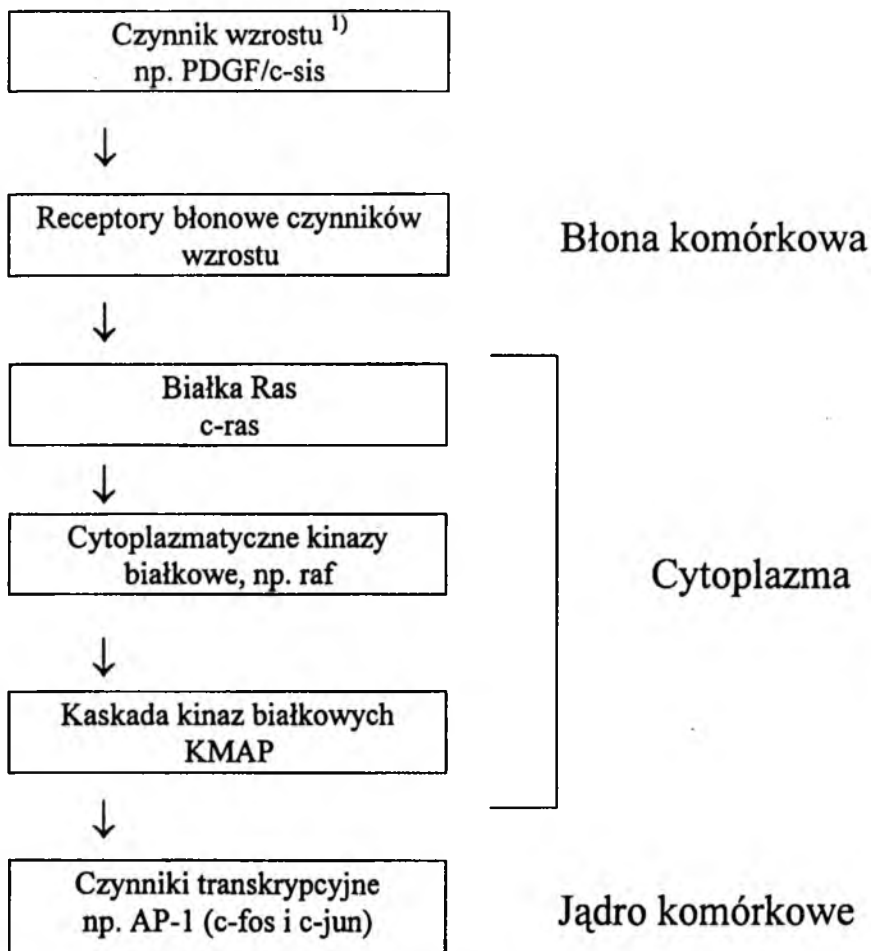 Czynnik wzrostu 1)
np. PDGF/c-sis
Receptory błonowe czynników
wzrostu
Błona komórkowa
Białka Ras
c-ras
Cytoplazmatyczne kinazy
białkowe, np. raf
Cytoplazma
Kaskada kinaz białkowych
KMAP
Czynniki transkrypcyjne
np. AP-1 (c-fos i c-jun)
Jądro komórkowe